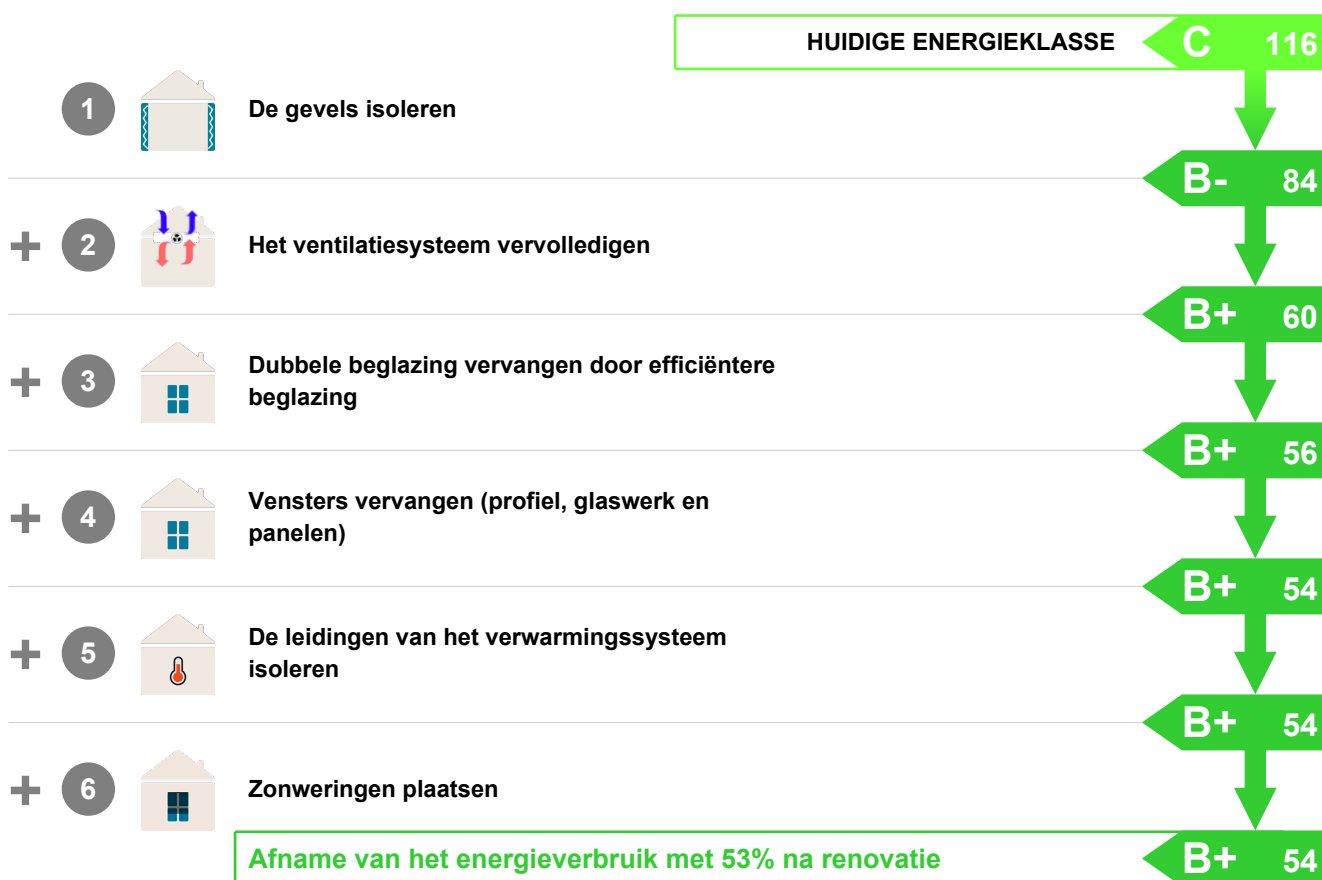 HUIDIGE ENERGIEKLASSE C 116
1 De gevels isoleren
B- 84
+ 2 Het ventilatiesysteem vervolledigen
B+ 60
+ 3 Dubbele beglazing vervangen door efficiëntere
beglazing
B+ 56
+ 4 Vensters vervangen (profiel, glaswerk en
panelen)
B+ 54
+ 5 De leidingen van het verwarmingssysteem
isoleren
B+ 54
+ 6 Zonweringen plaatsen
Afname van het energieverbruik met 53% na renovatie B+ 54